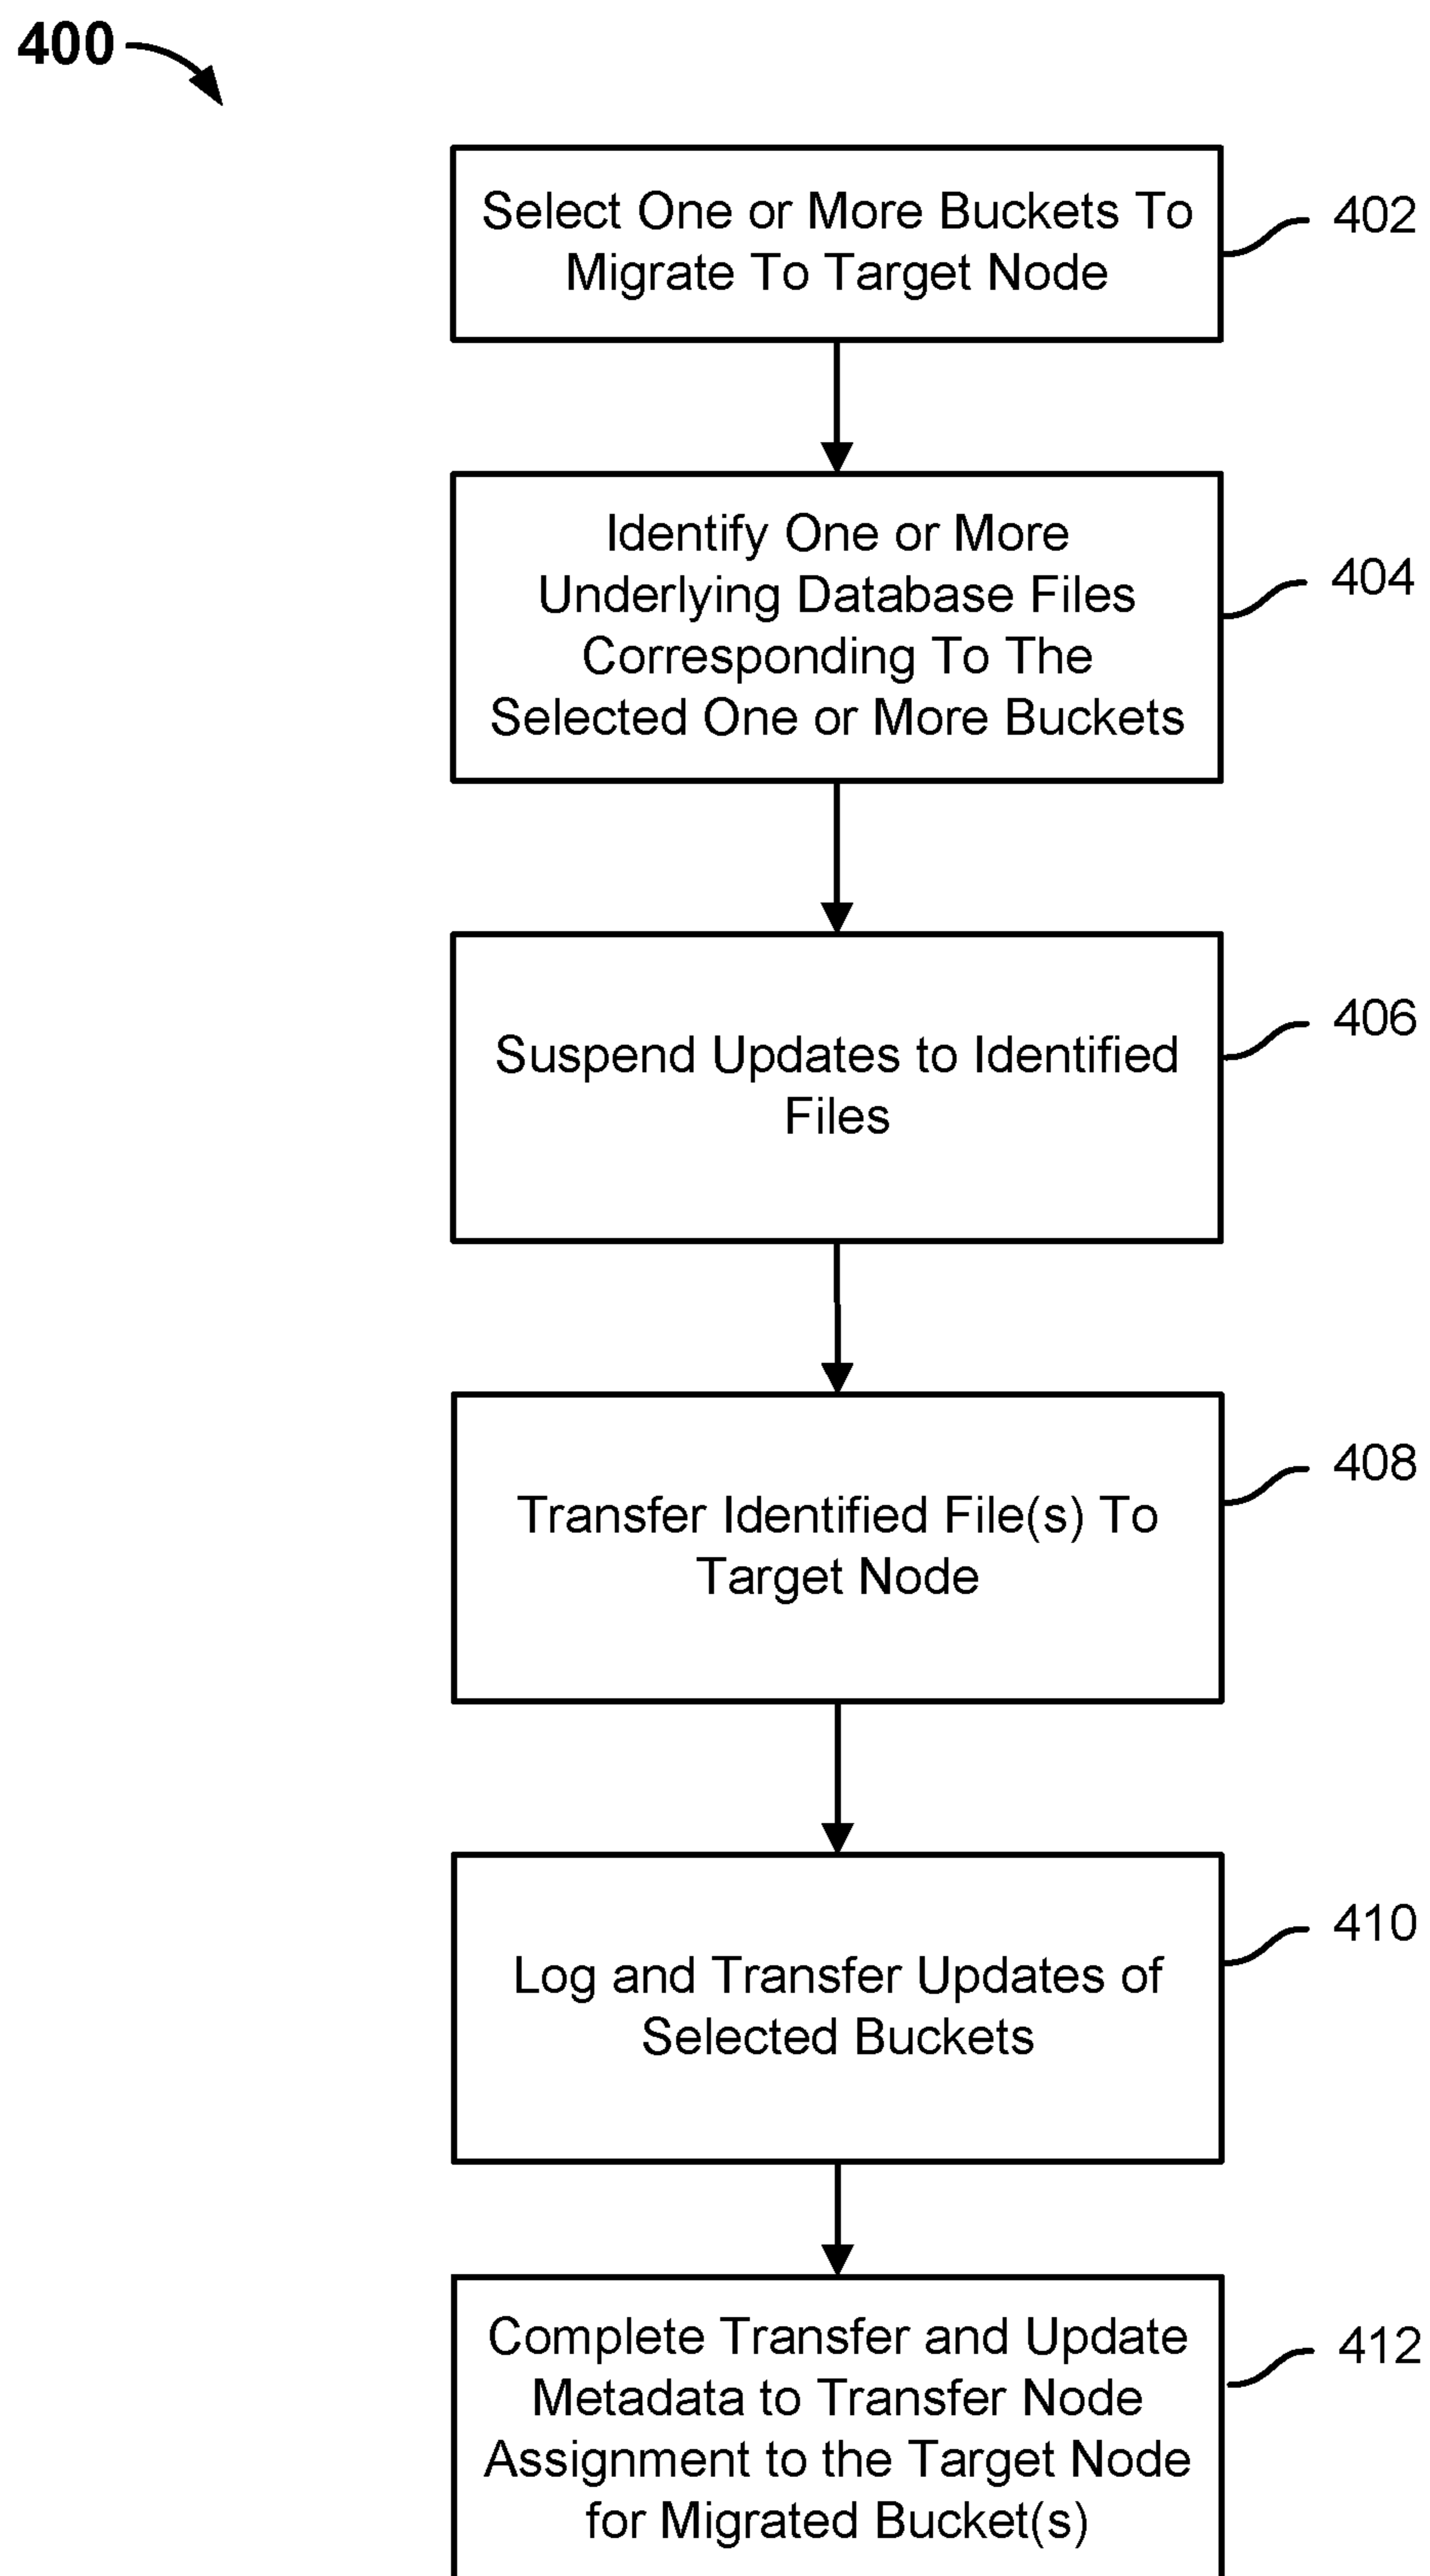 400
Select One or More Buckets To
Migrate To Target Node
402
Identify One or More
Underlying Database Files
Corresponding To The
Selected One or More Buckets
404
Suspend Updates to Identified
Files
406
Transfer Identified File(s) To
Target Node
408
Log and Transfer Updates of
Selected Buckets
410
Complete Transfer and Update
Metadata to Transfer Node
Assignment to the Target Node
for Migrated Bucket(s)
412